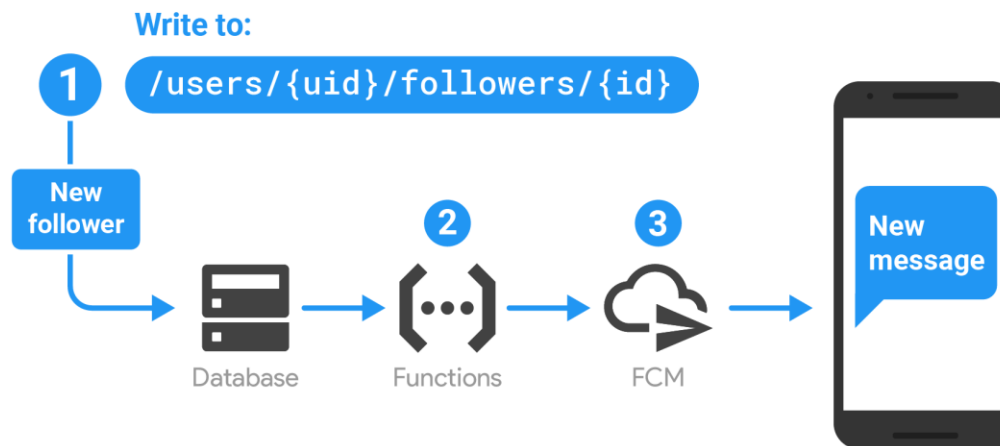 Write to:
1
/users/{uid}/followers/{id}
New
follower
2
3
New
message
Database
Functions
FCM